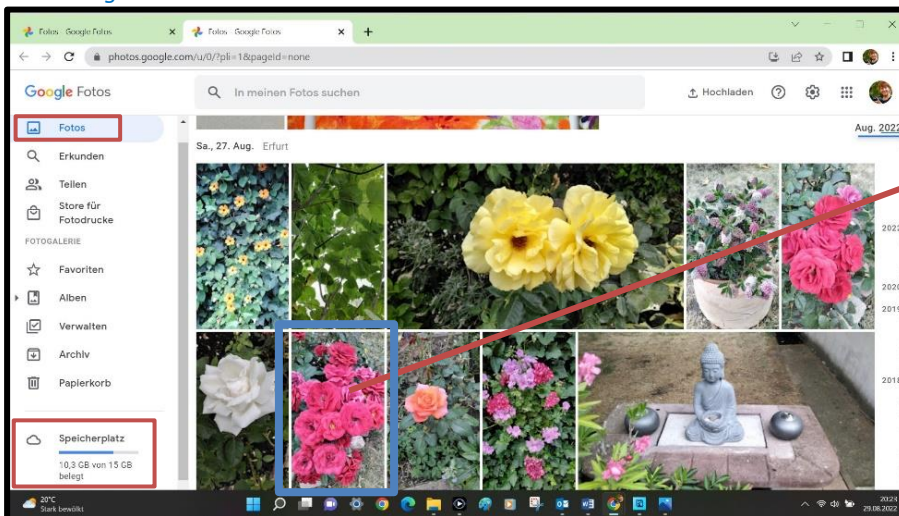 Fotos - Google Fotos
Fotos - Google Fotos
photos.google.com/u/0/?pli=1&pageId=none
Google Fotos
In meinen Fotos suchen
Hochladen
Fotos
Aug. 2022
Sa., 27. Aug. Erfurt
Erkunden
Teilen
Store für
Fotodrucke
FOTOGALERIE
2022
Favoriten
2020
Alben
2019
Verwalten
Archiv
Papierkorb
2018
Speicherplatz
10,3 GB von 15 GB
belegt
20°C
Stark bewölkt
20:23
29.08.2022